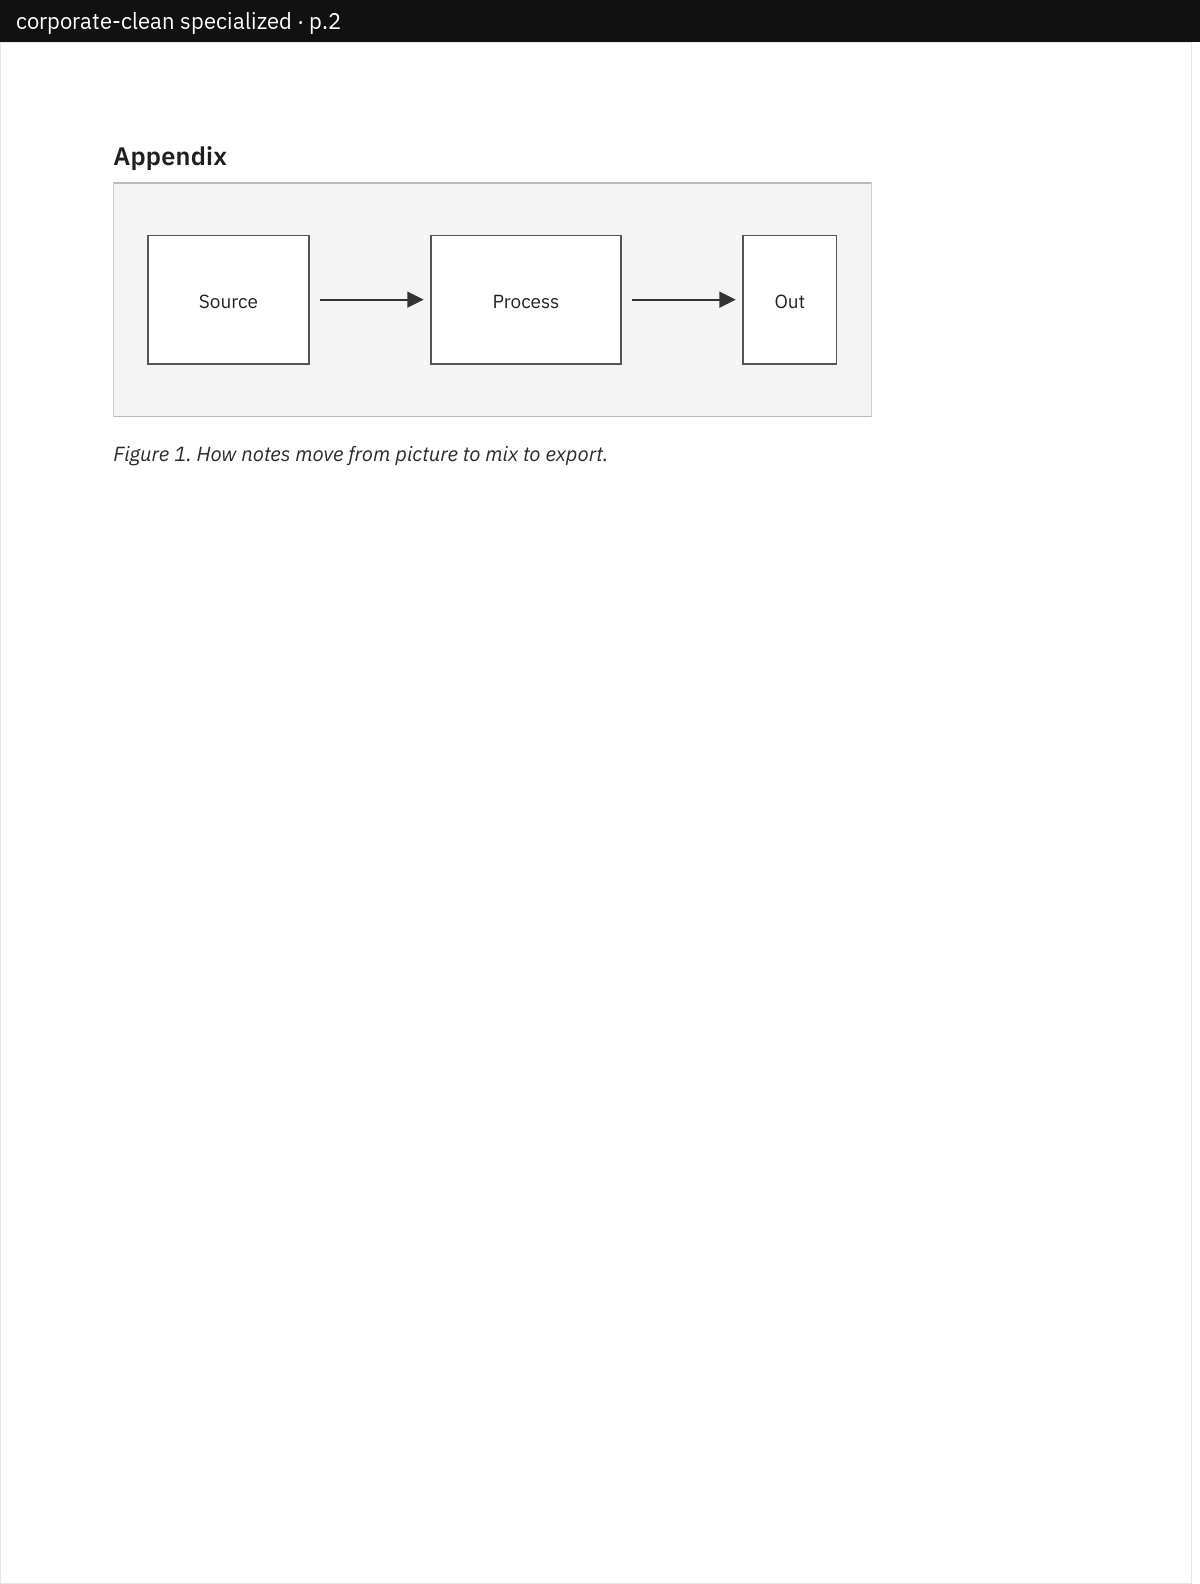 corporate-clean specialized · p.2
Appendix
Source
Process
Out
Figure 1. How notes move from picture to mix to export.